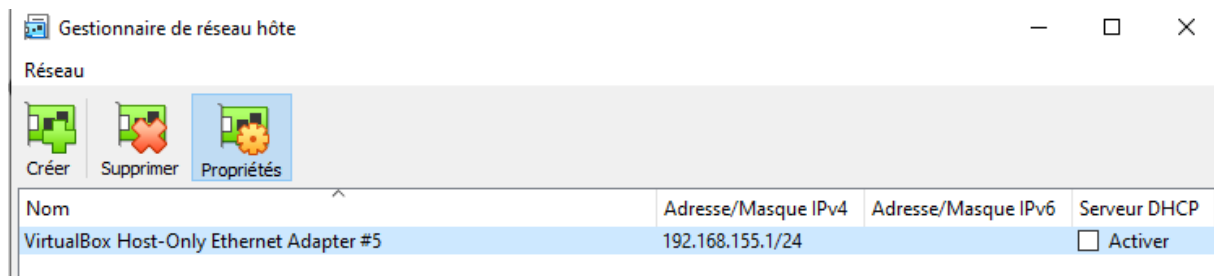 Gestionnaire de réseau hôte
Réseau
Créer Supprimer Propriétés
Nom Adresse/Masque IPv4 Adresse/Masque IPv6 Serveur DHCP
VirtualBox Host-Only Ethernet Adapter #5 192.168.155.1/24 Activer